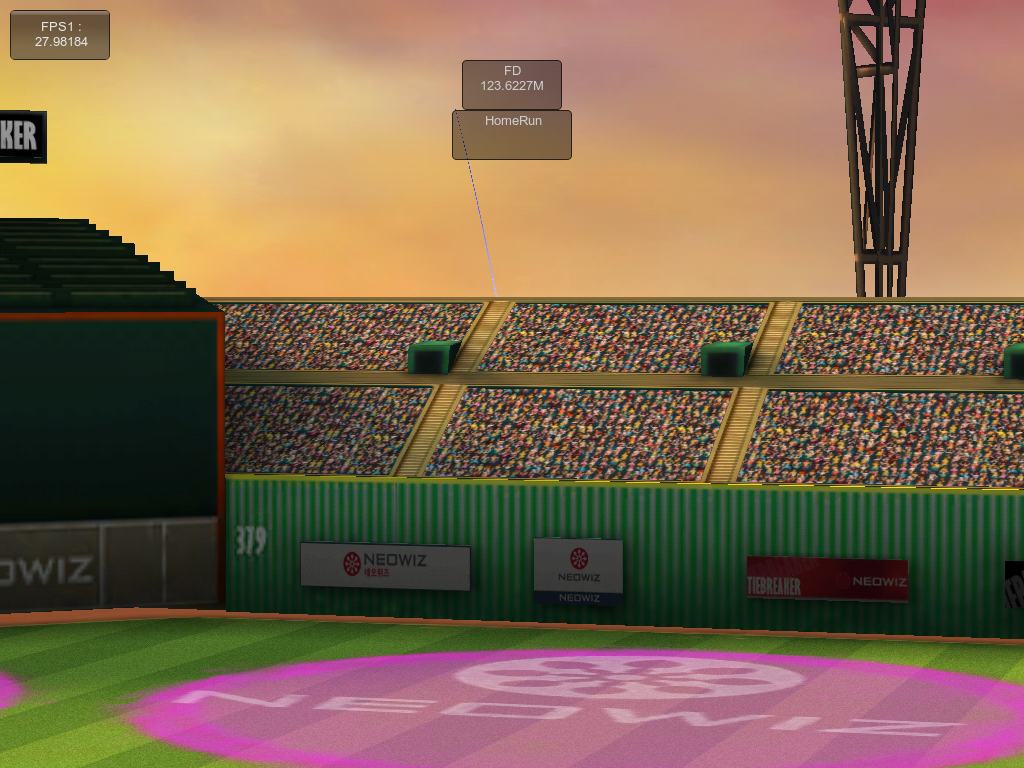 FPS1 :
27.98184
FD
123.6227M
HomeRun
KER
379
NEOWIZ
네오위즈
NEOWIZ
NEOWIZ
TIEBREAKER
NEOWIZ
OWIZ
NEOWIZ